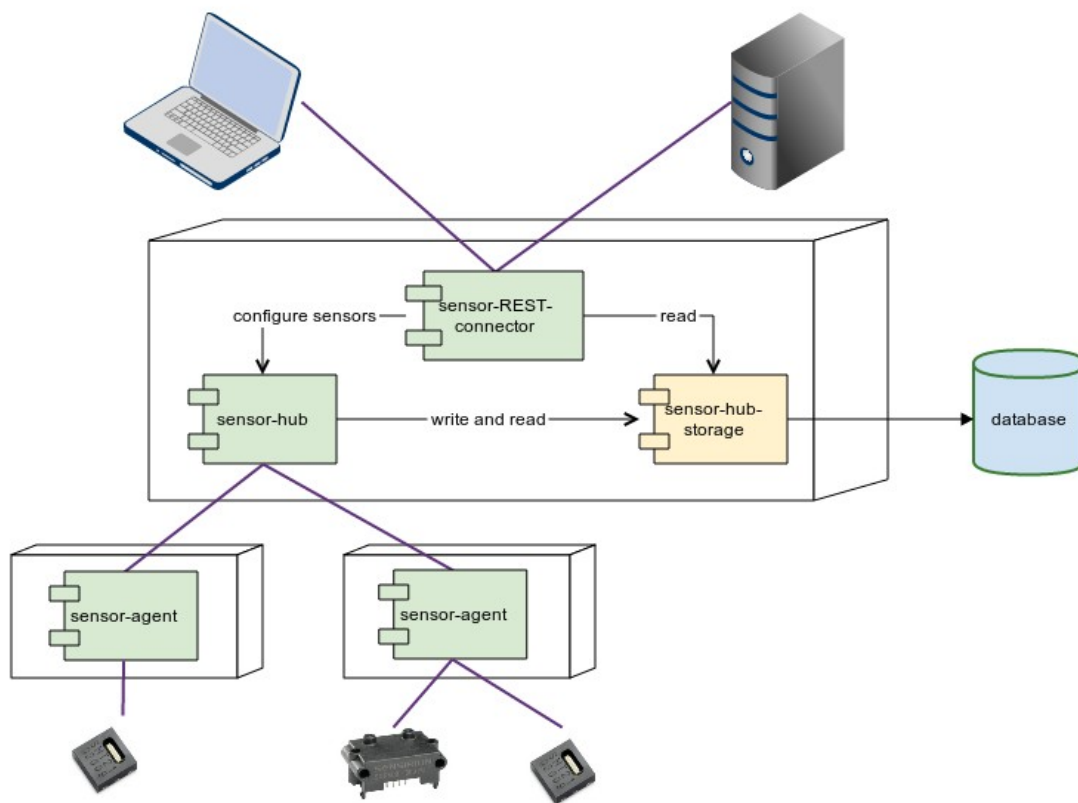 sensor-REST-
connector
configure sensors
read
sensor-hub
write and read
sensor-hub-
storage
database
sensor-agent
sensor-agent